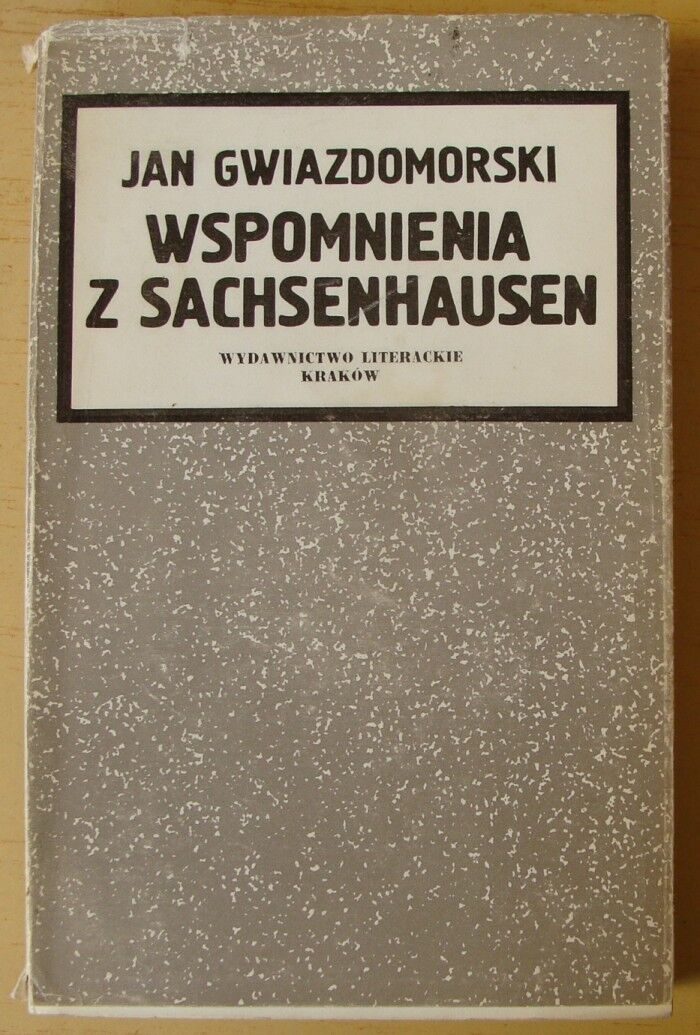 JAN GWIAZDOMORSKI
WSPOMNIENIA
Z SACHSENHAUSEN
WYDAWNICTWO LITERACKIE
KRAKÓW